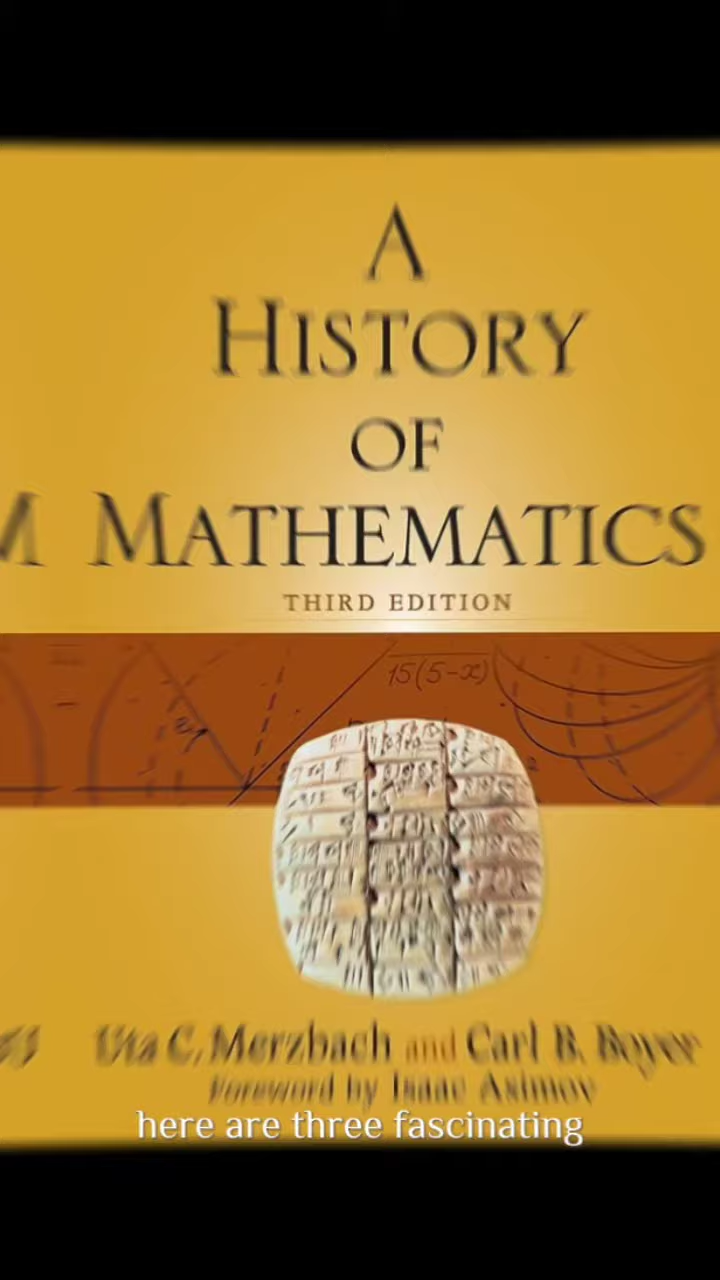 A
HISTORY
OF
M MATHEMATICS
THIRD EDITION
15(5-x)
Uta C. Merzbach and Carl B. Boyer
Foreword by Isaac Asimov
here are three fascinating